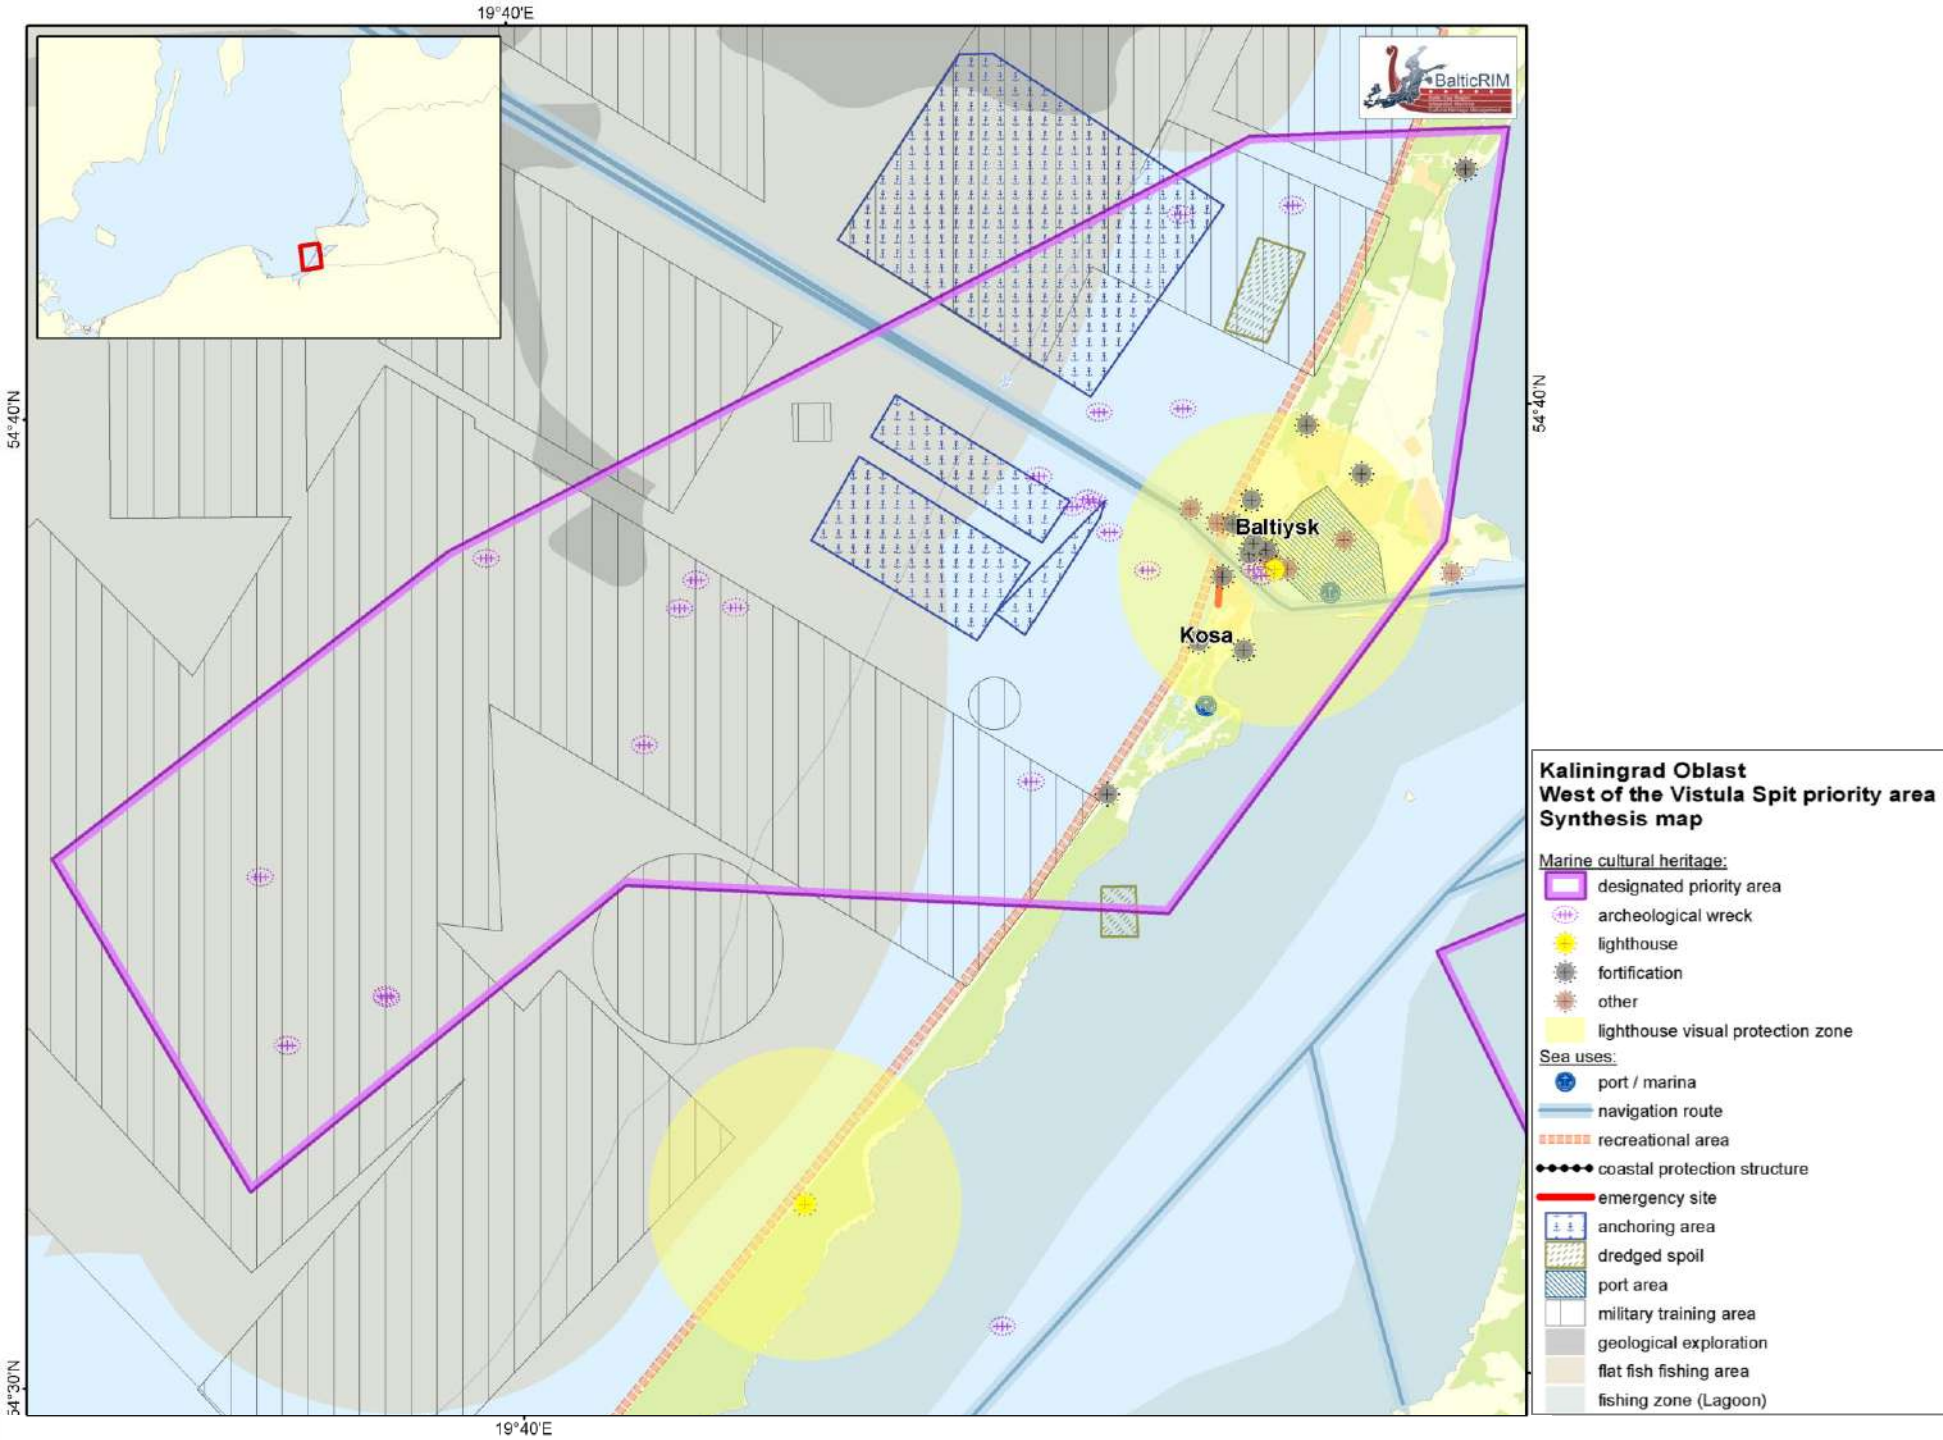 19°40'E
BalticRIM
54°40'N
54°40'N
Baltiysk
Kosa
Kaliningrad Oblast
West of the Vistula Spit priority area
Synthesis map
Marine cultural heritage:
designated priority area
archeological wreck
lighthouse
fortification
other
lighthouse visual protection zone
Sea uses:
port / marina
navigation route
recreational area
coastal protection structure
emergency site
anchoring area
dredged spoil
port area
military training area
geological exploration
flat fish fishing area
fishing zone (Lagoon)
54°30'N
19°40'E